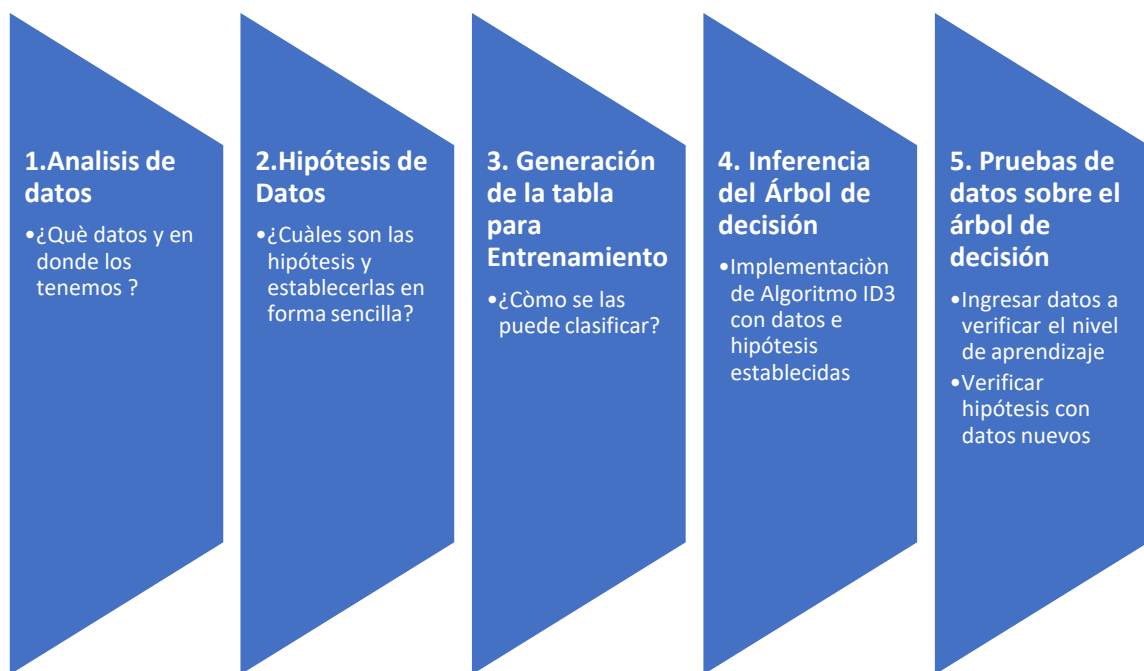 1.Analisis de
datos
•¿Què datos y en
donde los
tenemos ?
2.Hipótesis de
Datos
•¿Cuàles son las
hipótesis y
establecerlas en
forma sencilla?
3. Generación
de la tabla
para
Entrenamiento
•¿Còmo se las
puede clasificar?
4. Inferencia
del Árbol de
decisión
•Implementaciòn
de Algoritmo ID3
con datos e
hipótesis
establecidas
5. Pruebas de
datos sobre el
árbol de
decisión
•Ingresar datos a
verificar el nivel
de aprendizaje
•Verificar
hipótesis con
datos nuevos